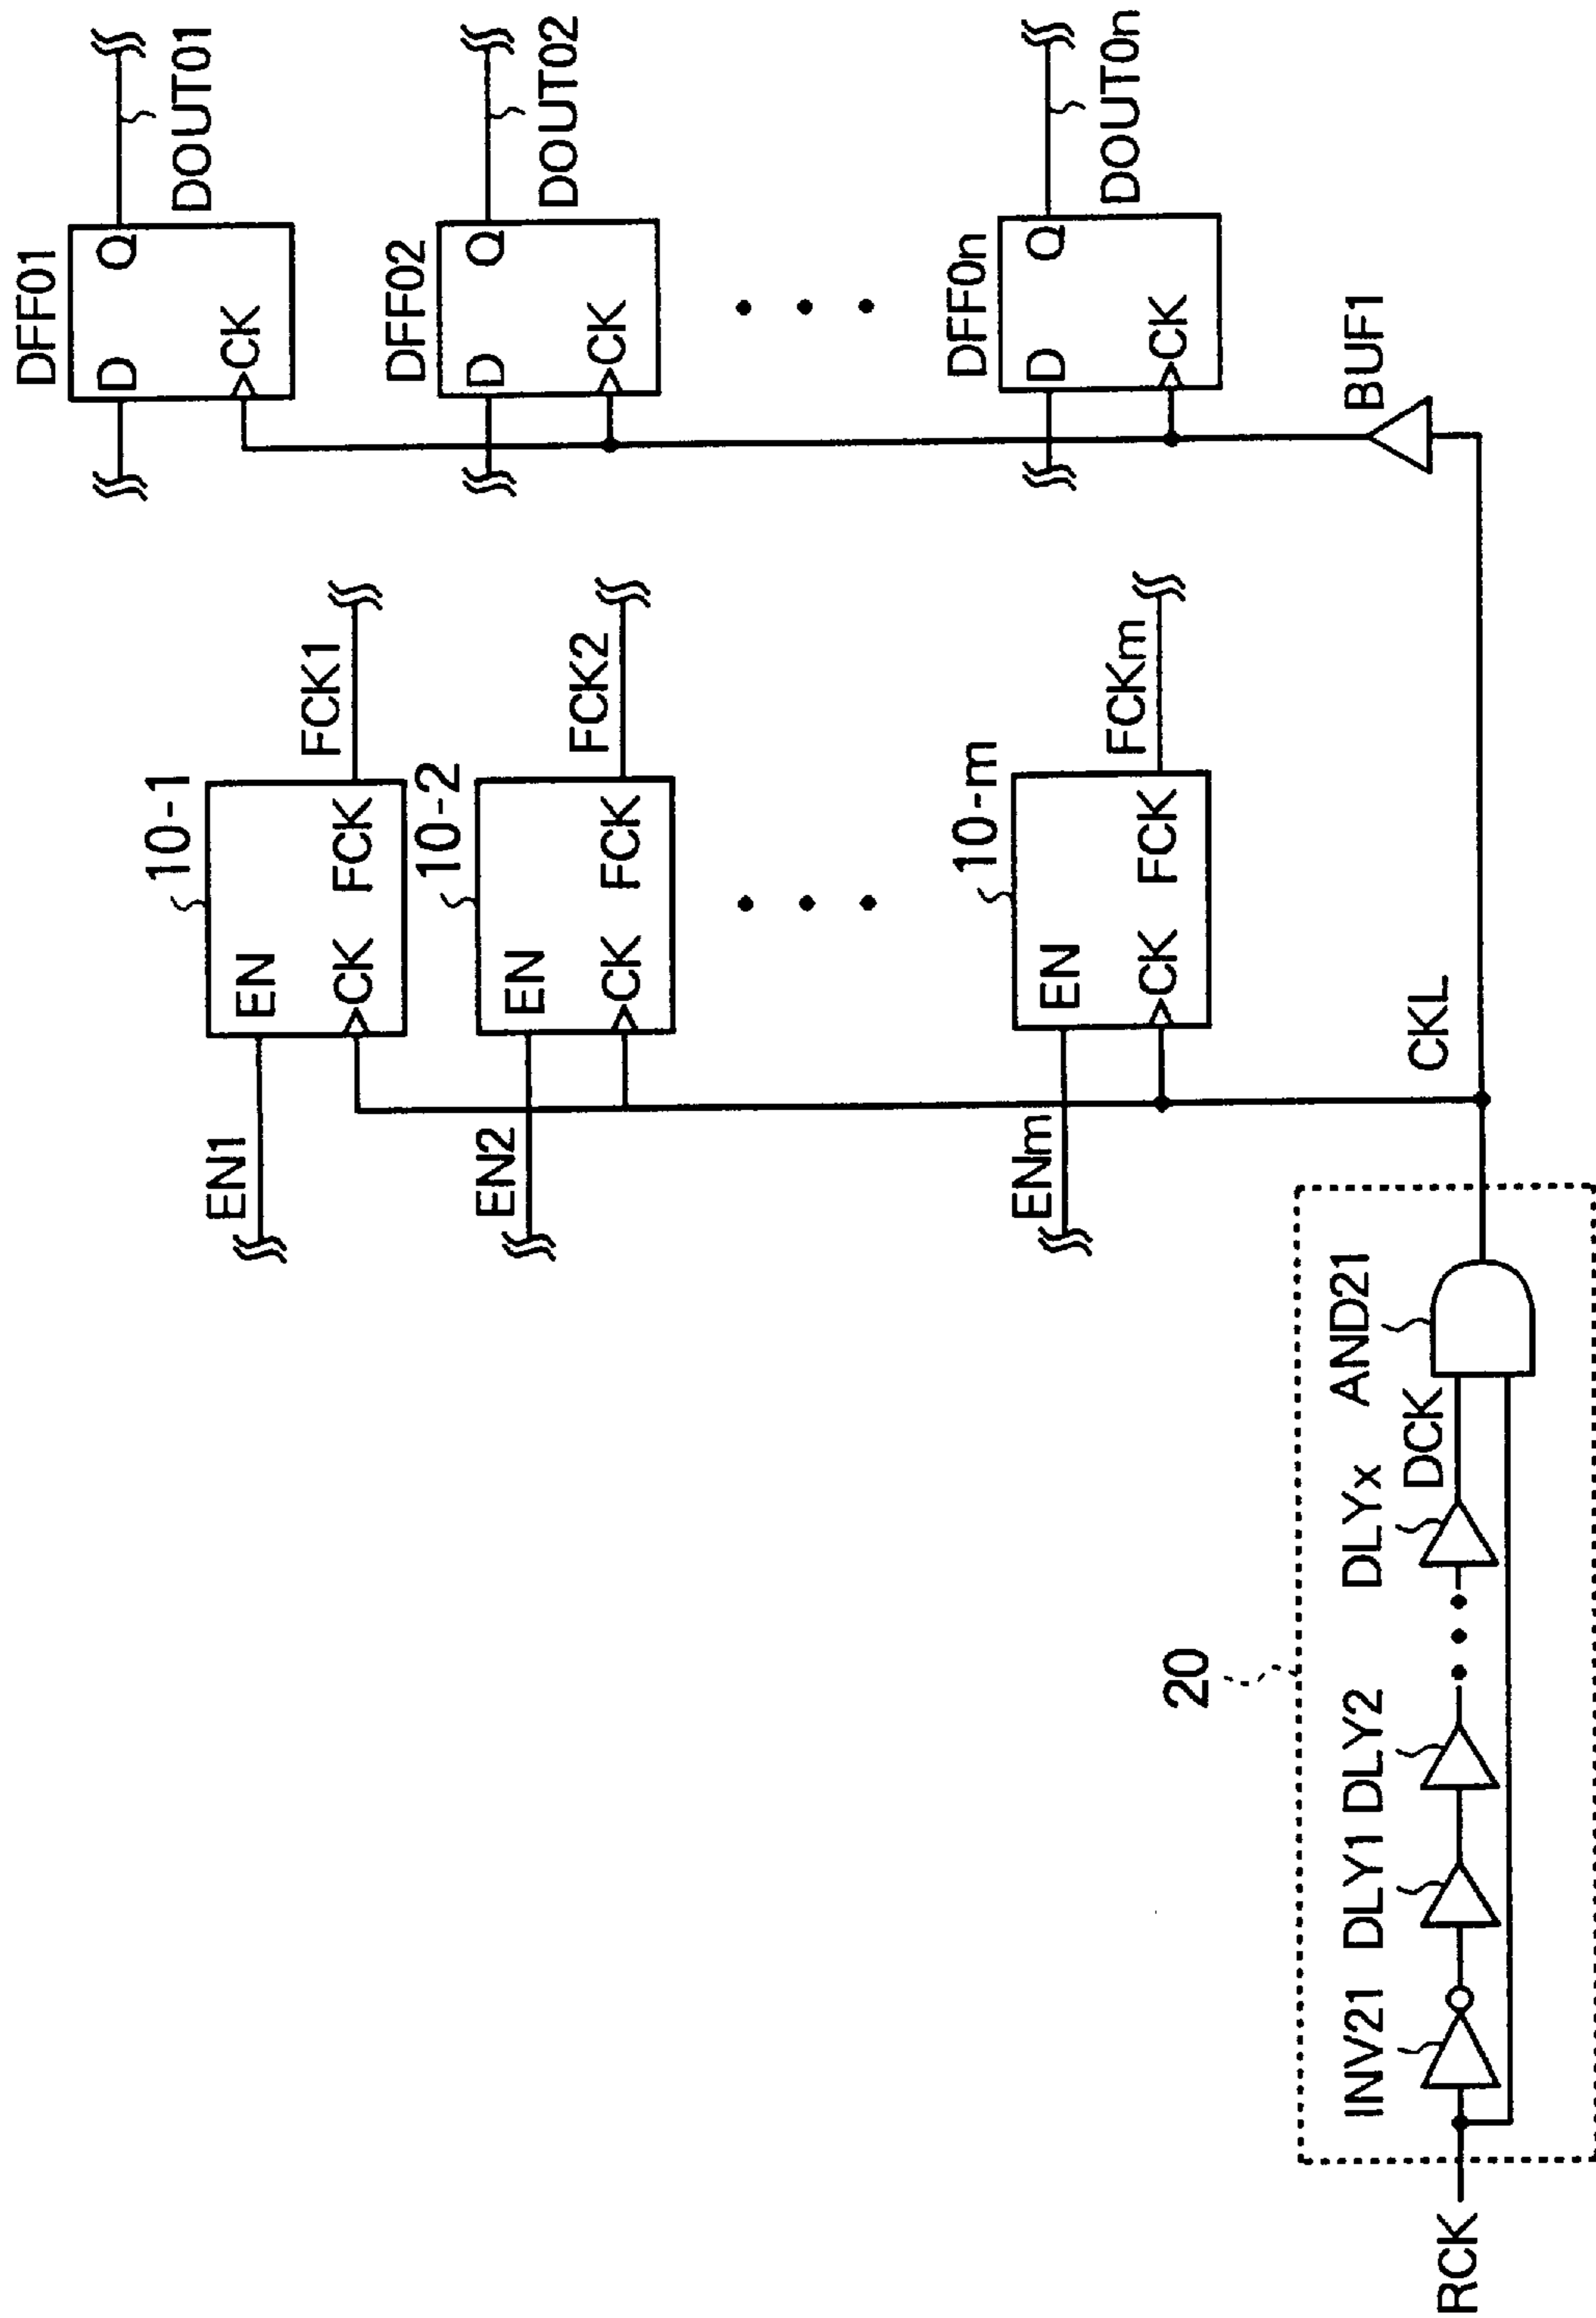 DFF01
D Q
CK
DOUT01
DFF02
D Q
CK
DOUT02
DFF0n
D Q
CK
DOUT0n
BUF1
10-1
EN1
EN
CK FCK
FCK1
10-2
EN2
EN
CK FCK
FCK2
10-m
ENm
EN
CK FCK
FCKm
CKL
20
INV21 DLY1 DLY2 DLYx AND21
DCK
RCK